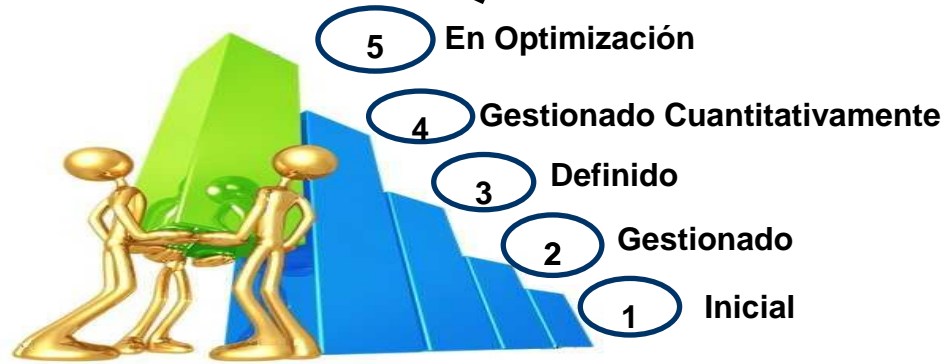 5 En Optimización
4 Gestionado Cuantitativamente
3 Definido
2 Gestionado
1 Inicial